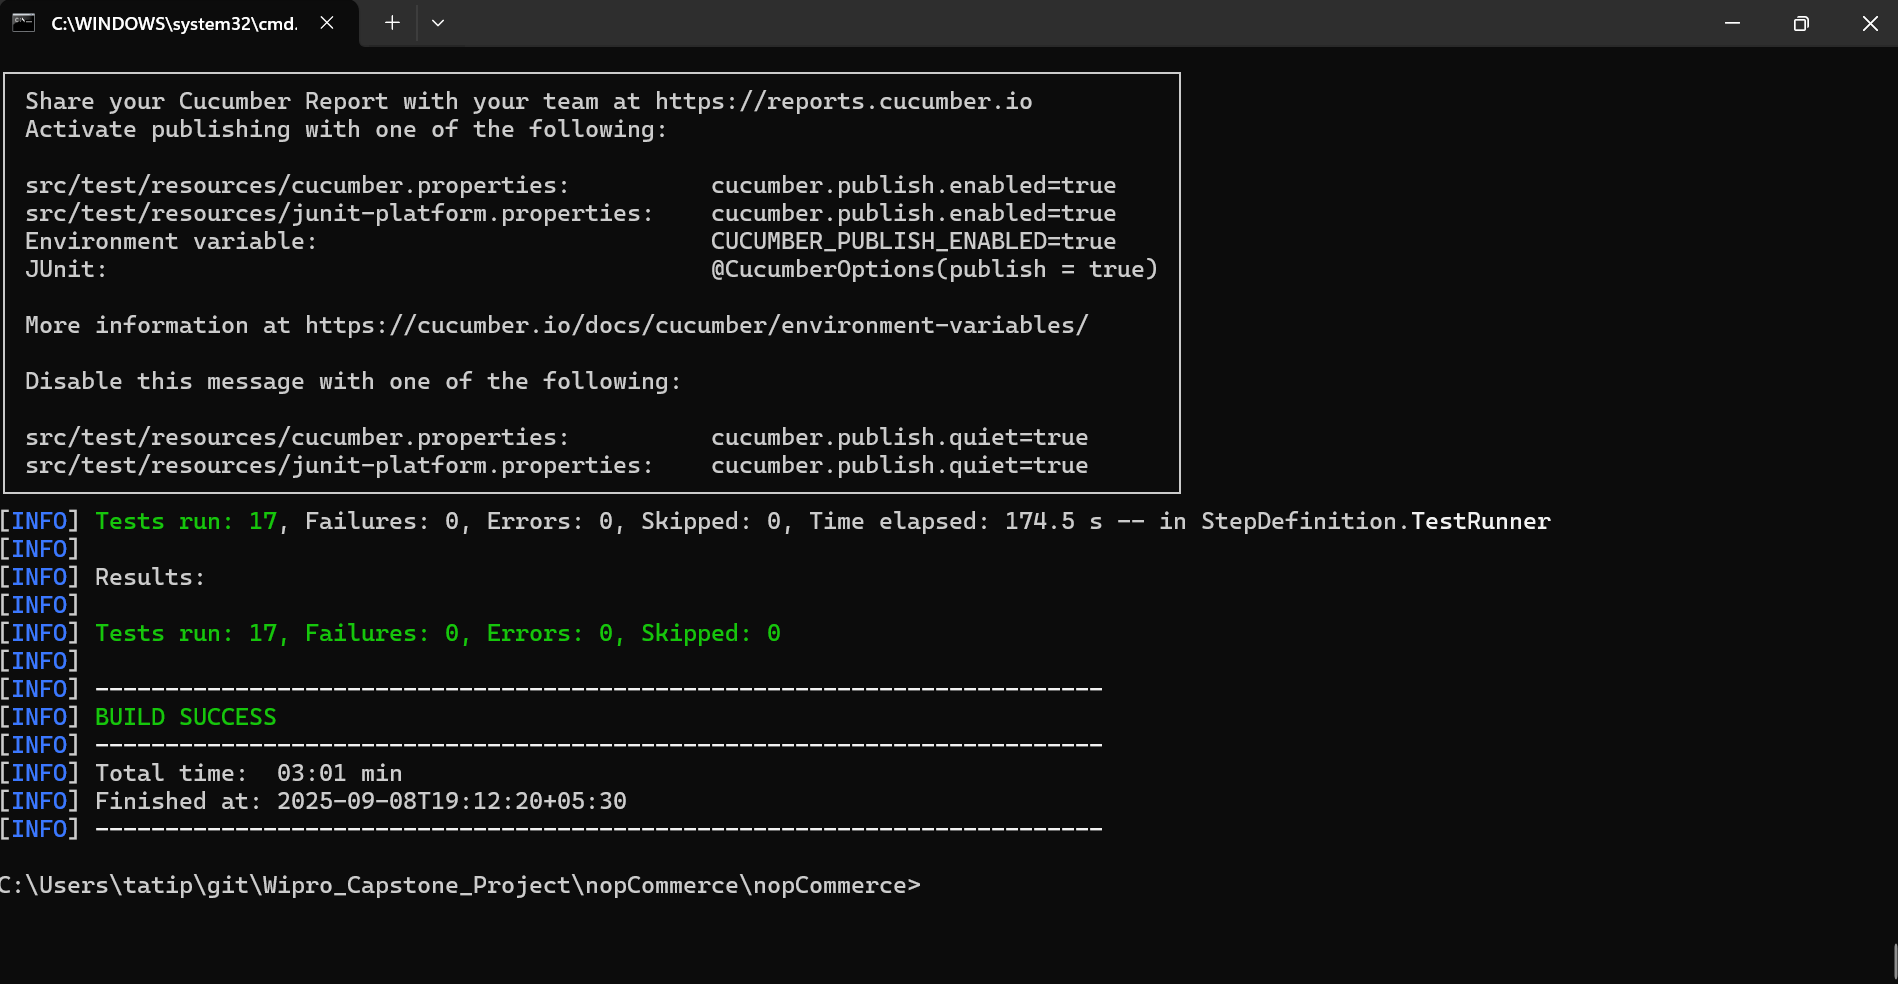 C:\WINDOWS\system32\cmd.
Share your Cucumber Report with your team at https://reports.cucumber.io
Activate publishing with one of the following:
src/test/resources/cucumber.properties: cucumber.publish.enabled=true
src/test/resources/junit-platform.properties: cucumber.publish.enabled=true
Environment variable: CUCUMBER_PUBLISH_ENABLED=true
JUnit: @CucumberOptions(publish = true)
More information at https://cucumber.io/docs/cucumber/environment-variables/
Disable this message with one of the following:
src/test/resources/cucumber.properties: cucumber.publish.quiet=true
src/test/resources/junit-platform.properties: cucumber.publish.quiet=true
[INFO] Tests run: 17, Failures: 0, Errors: 0, Skipped: 0, Time elapsed: 174.5 s -- in StepDefinition.TestRunner
[INFO]
[INFO] Results:
[INFO]
[INFO] Tests run: 17, Failures: 0, Errors: 0, Skipped: 0
[INFO]
[INFO] ------------------------------------------------------------------------
[INFO] BUILD SUCCESS
[INFO] ------------------------------------------------------------------------
[INFO] Total time:  03:01 min
[INFO] Finished at: 2025-09-08T19:12:20+05:30
[INFO] ------------------------------------------------------------------------
C:\Users\tatip\git\Wipro_Capstone_Project\nopCommerce\nopCommerce>